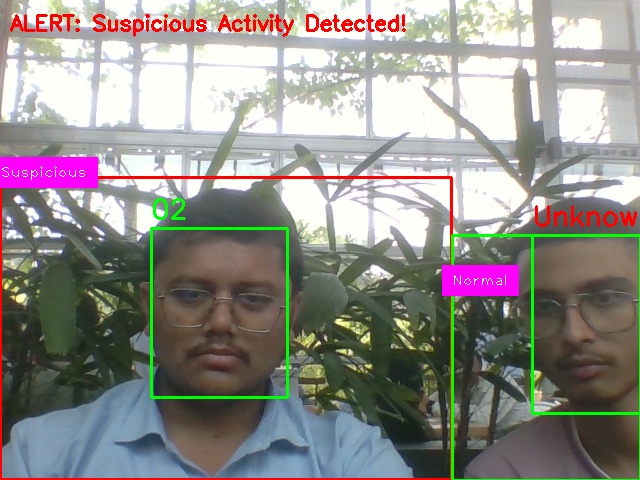 ALERT: Suspicious Activity Detected!
Suspicious
02
Unknow
Normal